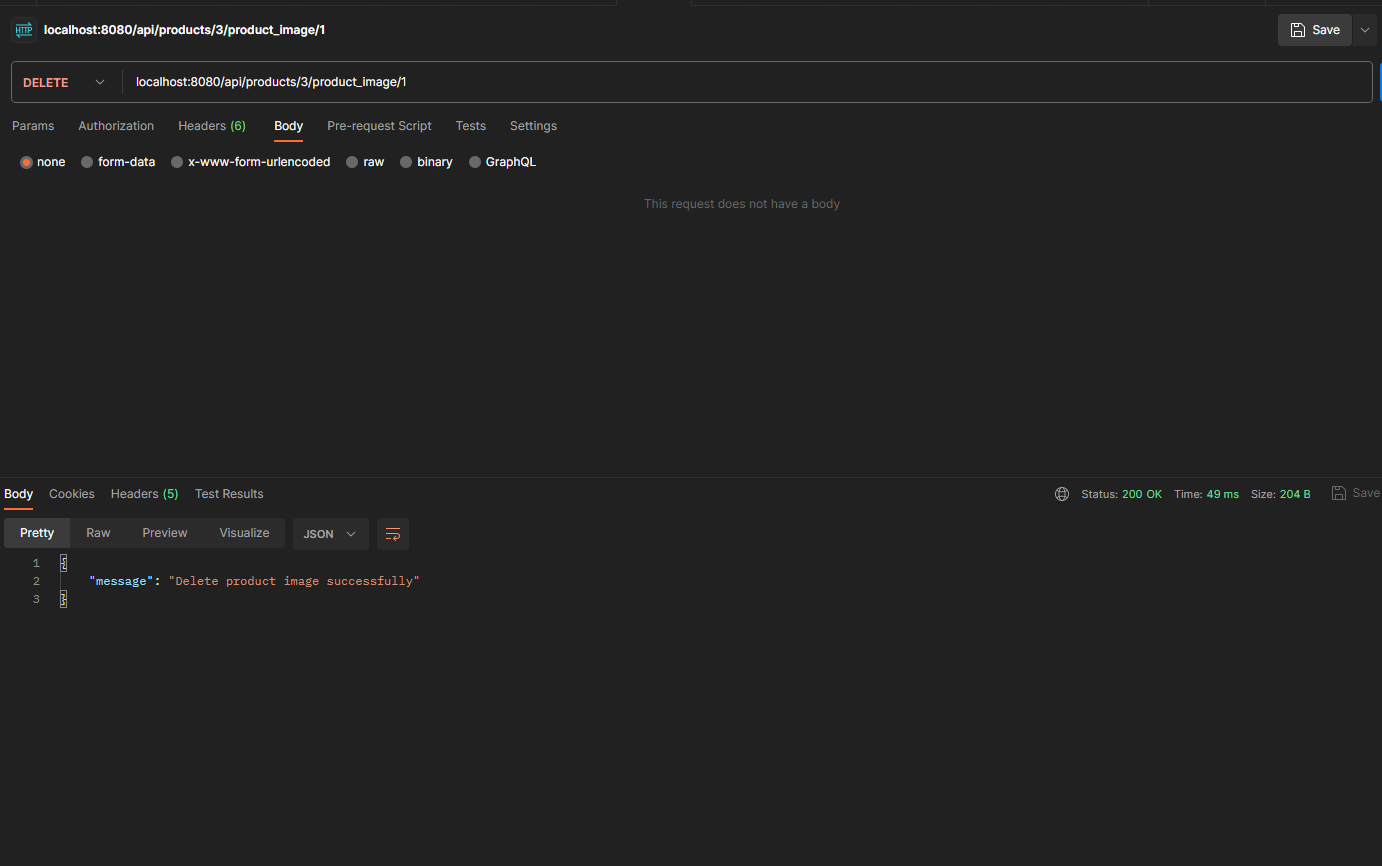 HTTP localhost:8080/api/products/3/product_image/1
Save
DELETE localhost:8080/api/products/3/product_image/1
Params Authorization Headers (6) Body Pre-request Script Tests Settings
none form-data x-www-form-urlencoded raw binary GraphQL
This request does not have a body
Body Cookies Headers (5) Test Results Status: 200 OK Time: 49 ms Size: 204 B Save
Pretty Raw Preview Visualize JSON
1 {
2 "message": "Delete product image successfully"
3 }